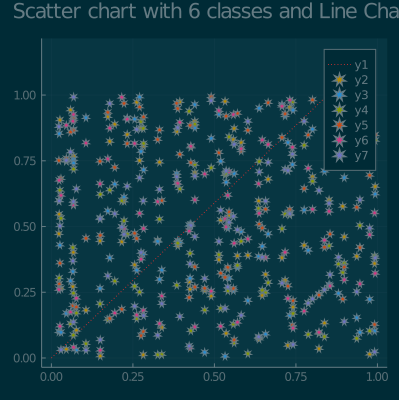 Scatter chart with 6 classes and Line Cha
y1
y2
y3
y4
y5
y6
y7
1.00
0.75
0.50
0.25
0.00
0.00 0.25 0.50 0.75 1.00